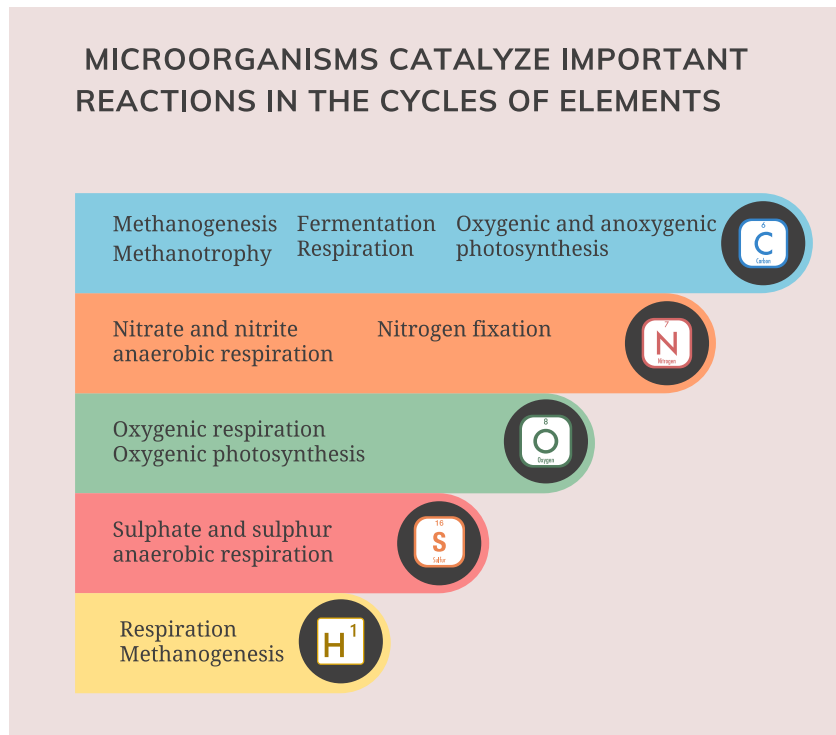 MICROORGANISMS CATALYZE IMPORTANT
REACTIONS IN THE CYCLES OF ELEMENTS
Methanogenesis
Methanotrophy
Fermentation
Respiration
Oxygenic and anoxygenic
photosynthesis
6
C
Carbon
Nitrate and nitrite
anaerobic respiration
Nitrogen fixation
7
N
Nitrogen
Oxygenic respiration
Oxygenic photosynthesis
8
O
Oxygen
Sulphate and sulphur
anaerobic respiration
16
S
Sulfur
Respiration
Methanogenesis
H 1